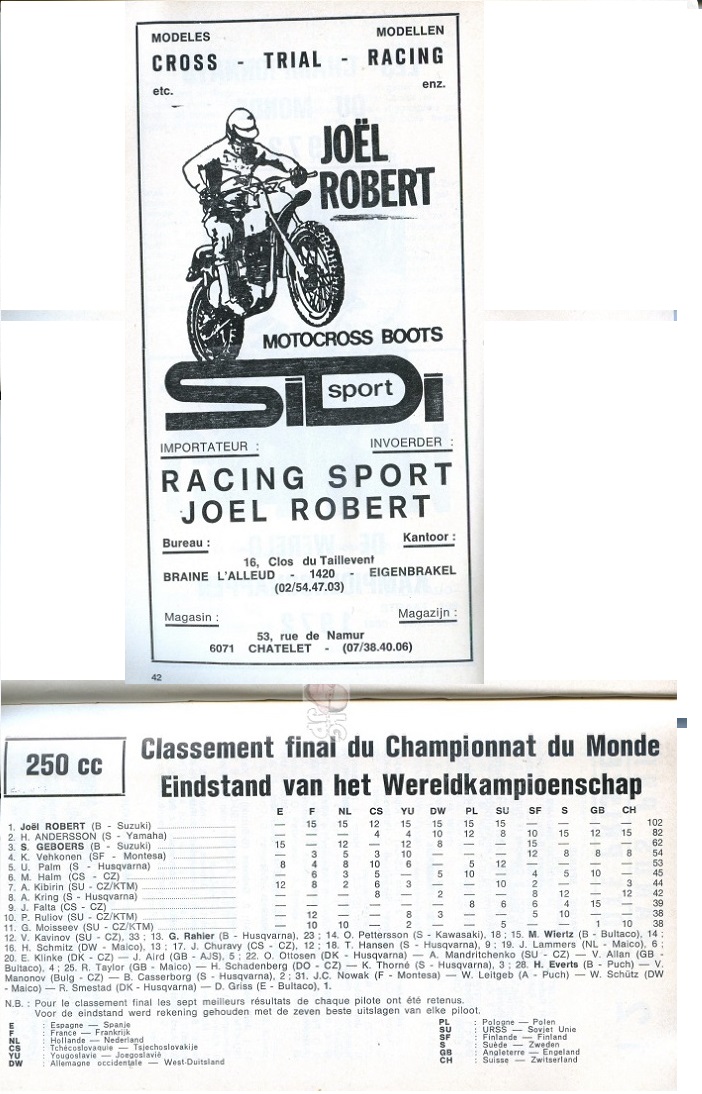 MODELES MODELLEN
CROSS - TRIAL - RACING
etc. enz.
JOËL
ROBERT
MOTOCROSS BOOTS
SiDi sport
IMPORTATEUR : INVOERDER :
RACING SPORT
JOEL ROBERT
Bureau : Kantoor :
16, Clos du Taillevent
BRAINE L'ALLEUD - 1420 - EIGENBRAKEL
(02/54.47.03)
Magasin : Magazijn :
53, rue de Namur
6071 CHATELET - (07/38.40.06)
42
250 cc
Classement final du Championnat du Monde
Eindstand van het Wereldkampioenschap
E F NL CS YU DW PL SU SF S GB CH
1. Joël ROBERT (B - Suzuki) — 15 15 12 15 15 15 15 — — — — 102
2. H. ANDERSSON (S - Yamaha) — — — 4 4 10 12 8 10 15 12 15 82
3. S. GEBOERS (B - Suzuki) 15 — 12 — 12 8 — — 15 — — — 62
4. K. Vehkonen (SF - Montesa) — 3 5 3 10 — — — 12 8 8 8 54
5. U. Palm (S - Husqvarna) 8 4 8 10 6 — 5 12 — — — — 53
6. M. Halm (CS - CZ) — 6 3 5 — 5 10 — 4 5 10 — 45
7. A. Kibirin (SU - CZ/KTM) 12 8 2 6 3 — — 10 2 — — 3 44
8. A. Kring (S - Husqvarna) — — — 8 — 2 — — 8 12 — 12 42
9. J. Falta (CS - CZ) — — — — — — 8 6 6 4 15 — 39
10. P. Ruliov (SU - CZ/KTM) — 12 — — 8 3 — — 5 10 — — 38
11. G. Moisseev (SU - CZ/KTM) — 10 10 — 2 — — 5 — — 1 10 38
12. V. Kavinov (SU - CZ), 33 ; 13. G. Rahier (B - Husqvarna), 23 ; 14. O. Pettersson (S - Kawasaki), 18 ; 15. M. Wiertz (B - Bultaco), 14 ;
16. H. Schmitz (DW - Maico), 13 ; 17. J. Churavy (CS - CZ), 12 ; 18. T. Hansen (S - Husqvarna), 9 ; 19. J. Lammers (NL - Maico), 6 ;
20. E. Klinke (DK - CZ) — J. Aird (GB - AJS), 5 ; 22. O. Ottosen (DK - Husqvarna) — A. Mandritchenko (SU - CZ) — V. Allan (GB -
Bultaco), 4 ; 25. R. Taylor (GB - Maico) — H. Schadenberg (DO - CZ) — K. Thorné (S - Husqvarna), 3 ; 28. H. Everts (B - Puch) — V.
Manonov (Bulg - CZ) — B. Casserborg (S - Husqvarna), 2 ; 31. J.C. Nowak (F - Montesa) — W. Leitgeb (A - Puch) — W. Schütz (DW
- Maico) — R. Smestad (DK - Husqvarna) — D. Griss (E - Bultaco), 1.
N.B. : Pour le classement final les sept meilleurs résultats de chaque pilote ont été retenus.
Voor de eindstand werd rekening gehouden met de zeven beste uitslagen van elke piloot.
E : Espagne — Spanje
F : France — Frankrijk
NL : Hollande — Nederland
CS : Tchécoslovaquie — Tsjechoslovakije
YU : Yougoslavie — Joegoslavië
DW : Allemagne occidentale — West-Duitsland
PL : Pologne — Polen
SU : URSS — Sovjet Unie
SF : Finlande — Finland
S : Suède — Zweden
GB : Angleterre — Engeland
CH : Suisse — Zwitserland